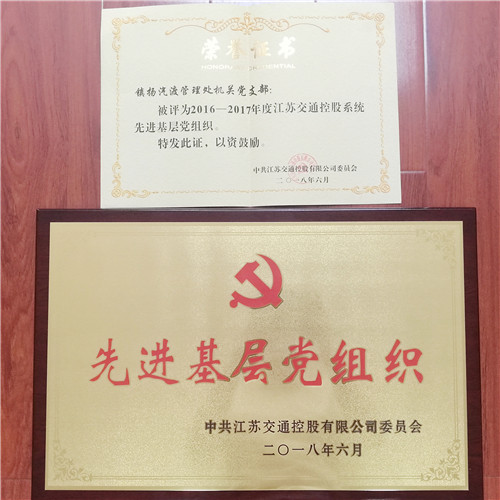 荣誉证书
镇扬汽渡管理处机关党支部：
被评为2016—2017年度江苏交通控股系统
先进基层党组织。
特发此证，以资鼓励。
中共江苏交通控股有限公司委员会
二〇一八年六月
先进基层党组织
中共江苏交通控股有限公司委员会
二〇一八年六月